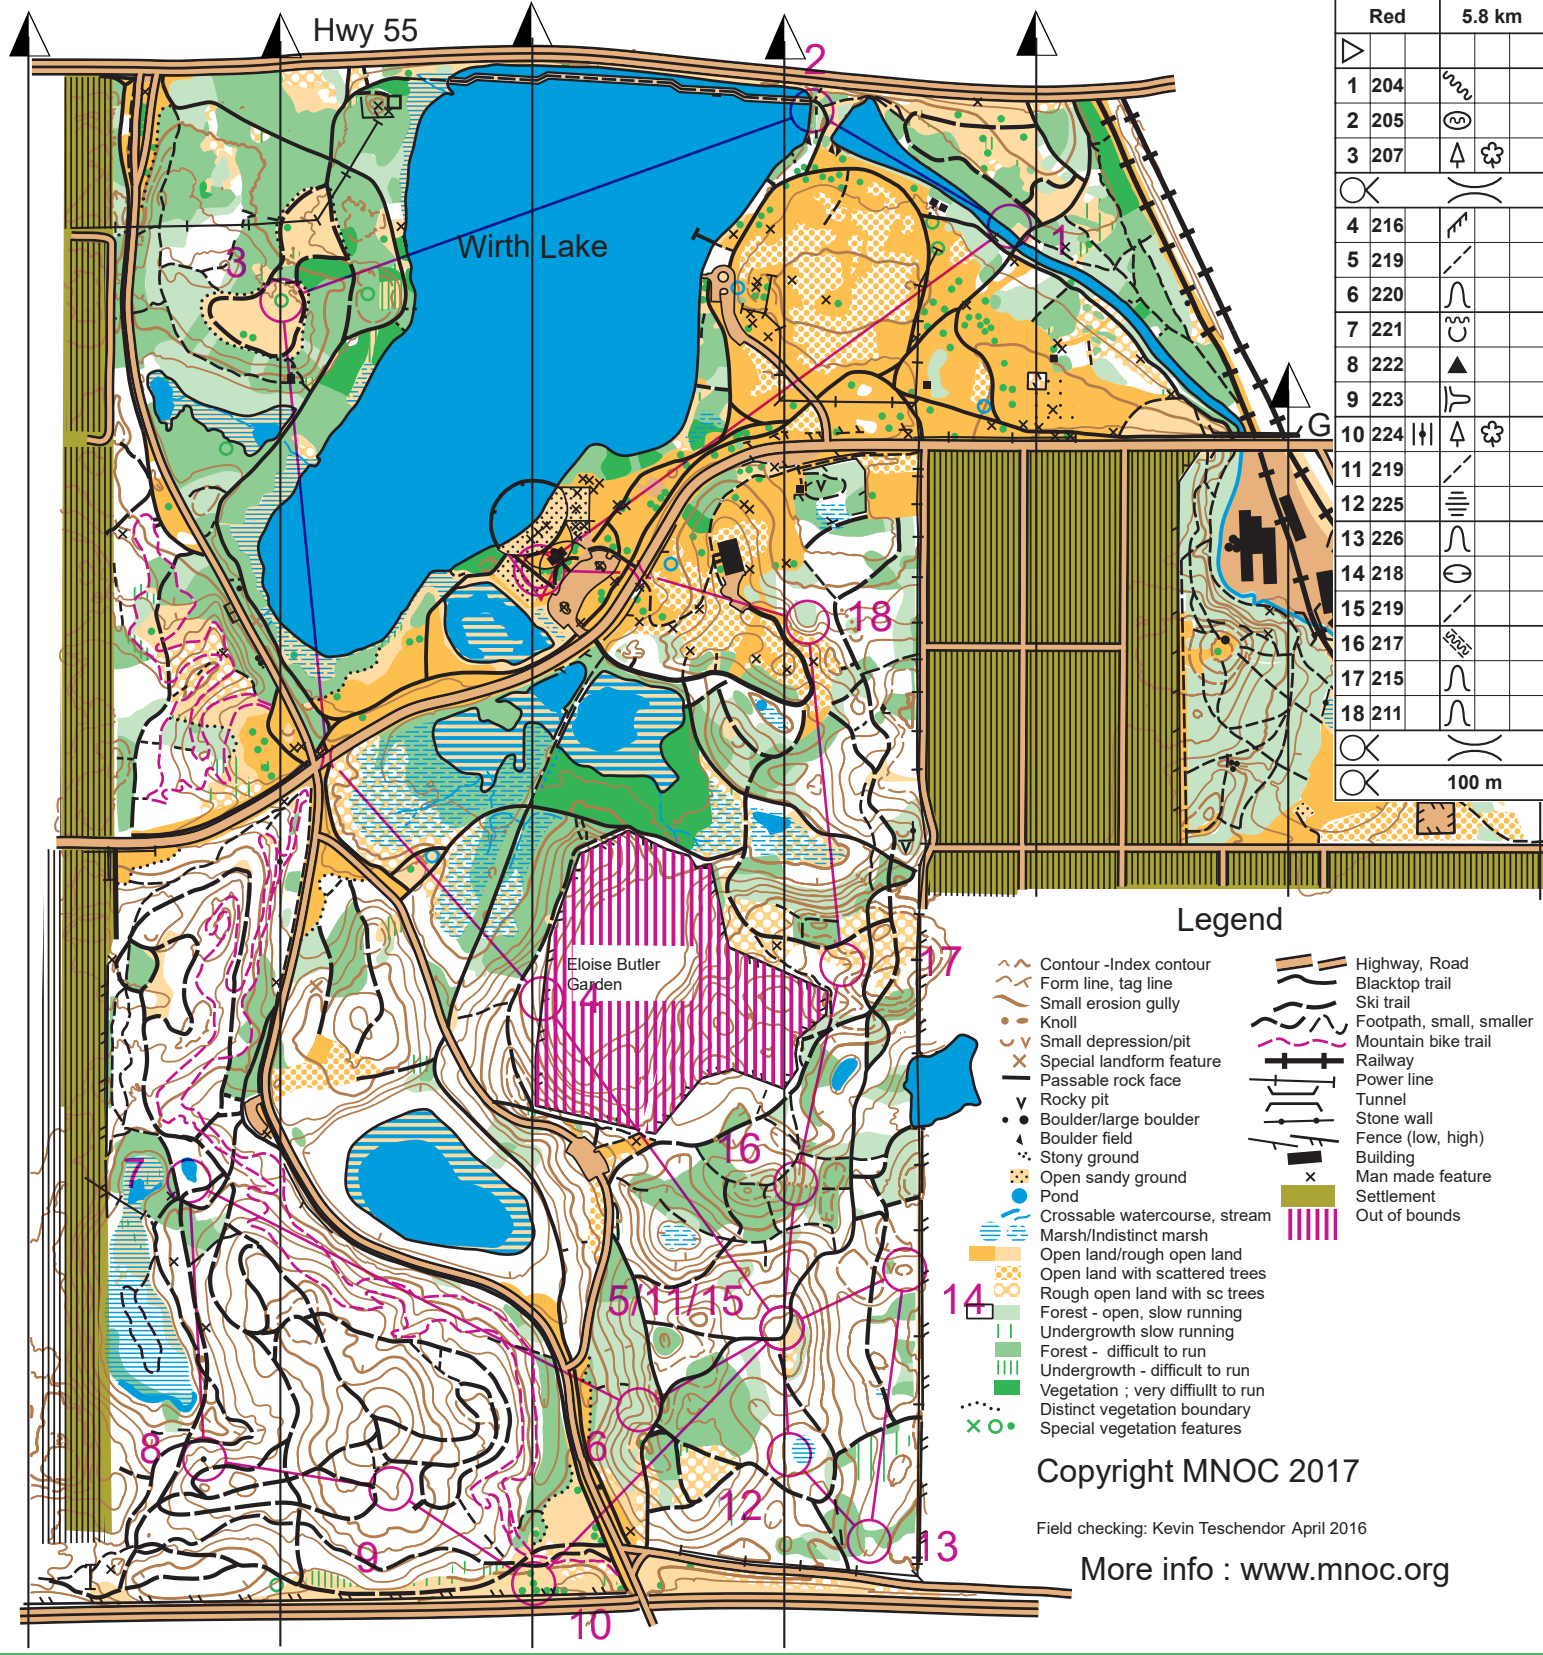 Hwy 55
Wirth Lake
Eloise Butler
Garden
G
1
2
3
4
5/11/15
6
7
8
9
10
12
13
14
16
17
18
Red 5.8 km
1 204
2 205
3 207
4 216
5 219
6 220
7 221
8 222
9 223
10 224
11 219
12 225
13 226
14 218
15 219
16 217
17 215
18 211
100 m
Legend
Contour -Index contour
Form line, tag line
Small erosion gully
Knoll
Small depression/pit
Special landform feature
Passable rock face
Rocky pit
Boulder/large boulder
Boulder field
Stony ground
Open sandy ground
Pond
Crossable watercourse, stream
Marsh/Indistinct marsh
Open land/rough open land
Open land with scattered trees
Rough open land with sc trees
Forest - open, slow running
Undergrowth slow running
Forest - difficult to run
Undergrowth - difficult to run
Vegetation ; very diffiullt to run
Distinct vegetation boundary
Special vegetation features
Highway, Road
Blacktop trail
Ski trail
Footpath, small, smaller
Mountain bike trail
Railway
Power line
Tunnel
Stone wall
Fence (low, high)
Building
Man made feature
Settlement
Out of bounds
Copyright MNOC 2017
Field checking: Kevin Teschendor April 2016
More info : www.mnoc.org